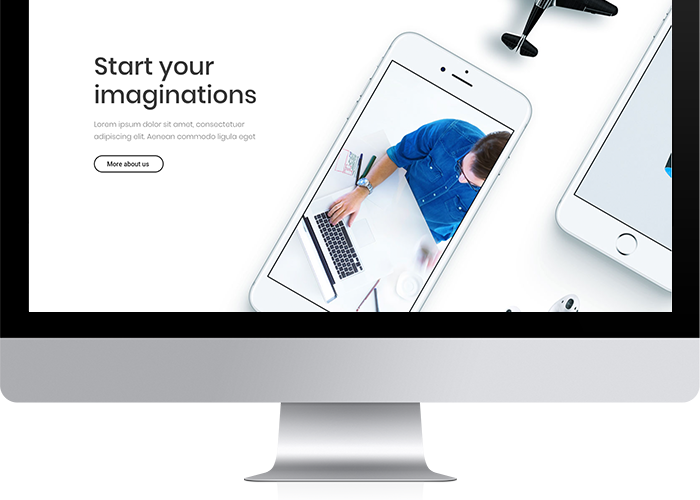 Start your
imaginations
Lorem ipsum dolor sit amet, consectetuer
adipiscing elit. Aenean commodo ligula eget
More about us